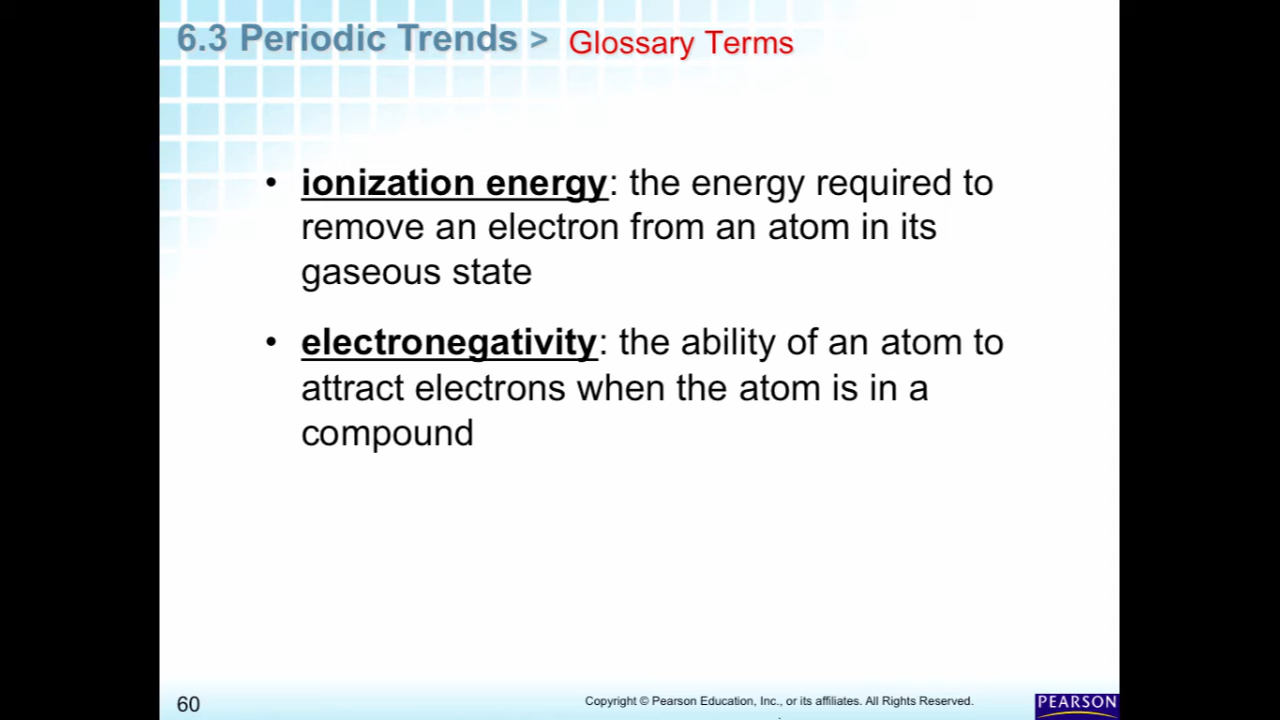 6.3 Periodic Trends > Glossary Terms
• ionization energy: the energy required to
remove an electron from an atom in its
gaseous state
• electronegativity: the ability of an atom to
attract electrons when the atom is in a
compound
60
Copyright © Pearson Education, Inc., or its affiliates. All Rights Reserved.
PEARSON